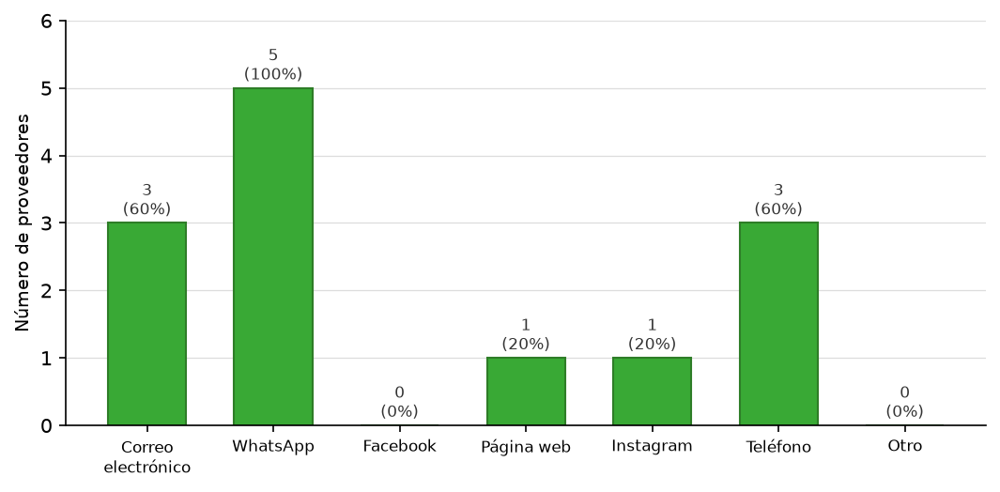 Número de proveedores
6
5
4
3
2
1
0
3
(60%)
5
(100%)
0
(0%)
1
(20%)
1
(20%)
3
(60%)
0
(0%)
Correo
electrónico
WhatsApp
Facebook
Página web
Instagram
Teléfono
Otro